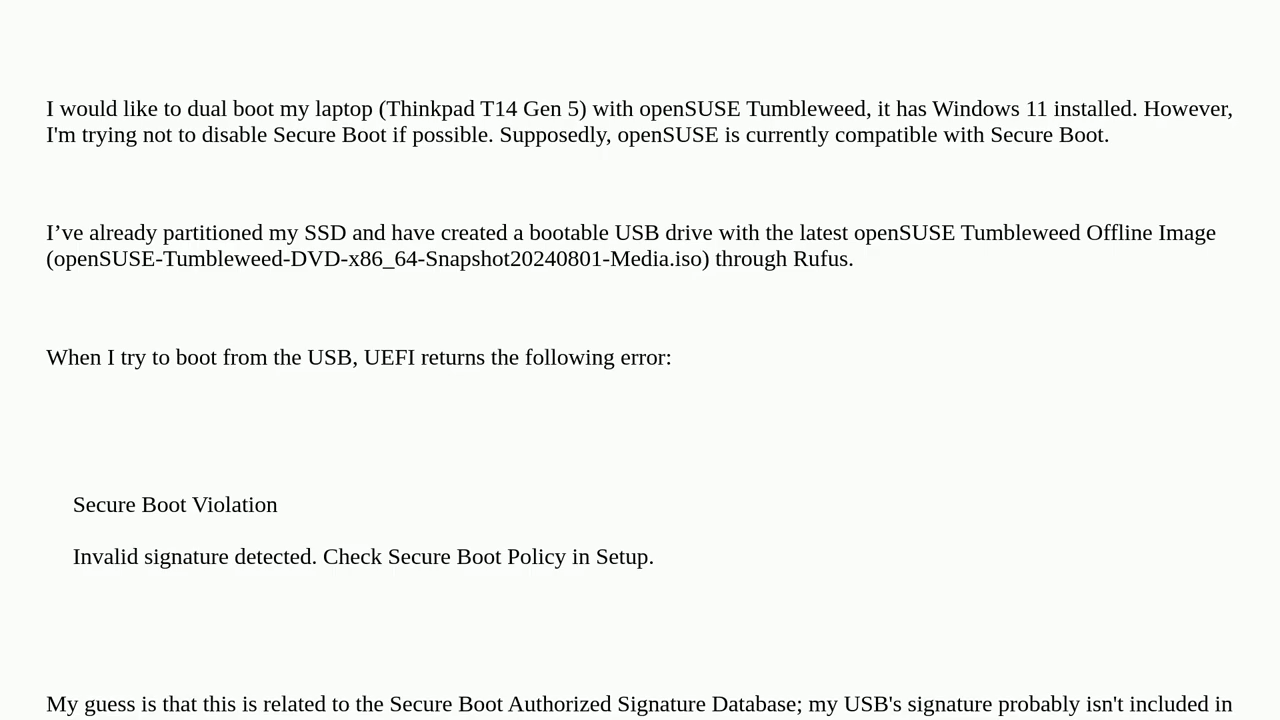 I would like to dual boot my laptop (Thinkpad T14 Gen 5) with openSUSE Tumbleweed, it has Windows 11 installed. However,
I'm trying not to disable Secure Boot if possible. Supposedly, openSUSE is currently compatible with Secure Boot.
I’ve already partitioned my SSD and have created a bootable USB drive with the latest openSUSE Tumbleweed Offline Image
(openSUSE-Tumbleweed-DVD-x86_64-Snapshot20240801-Media.iso) through Rufus.
When I try to boot from the USB, UEFI returns the following error:
Secure Boot Violation
Invalid signature detected. Check Secure Boot Policy in Setup.
My guess is that this is related to the Secure Boot Authorized Signature Database; my USB's signature probably isn't included in